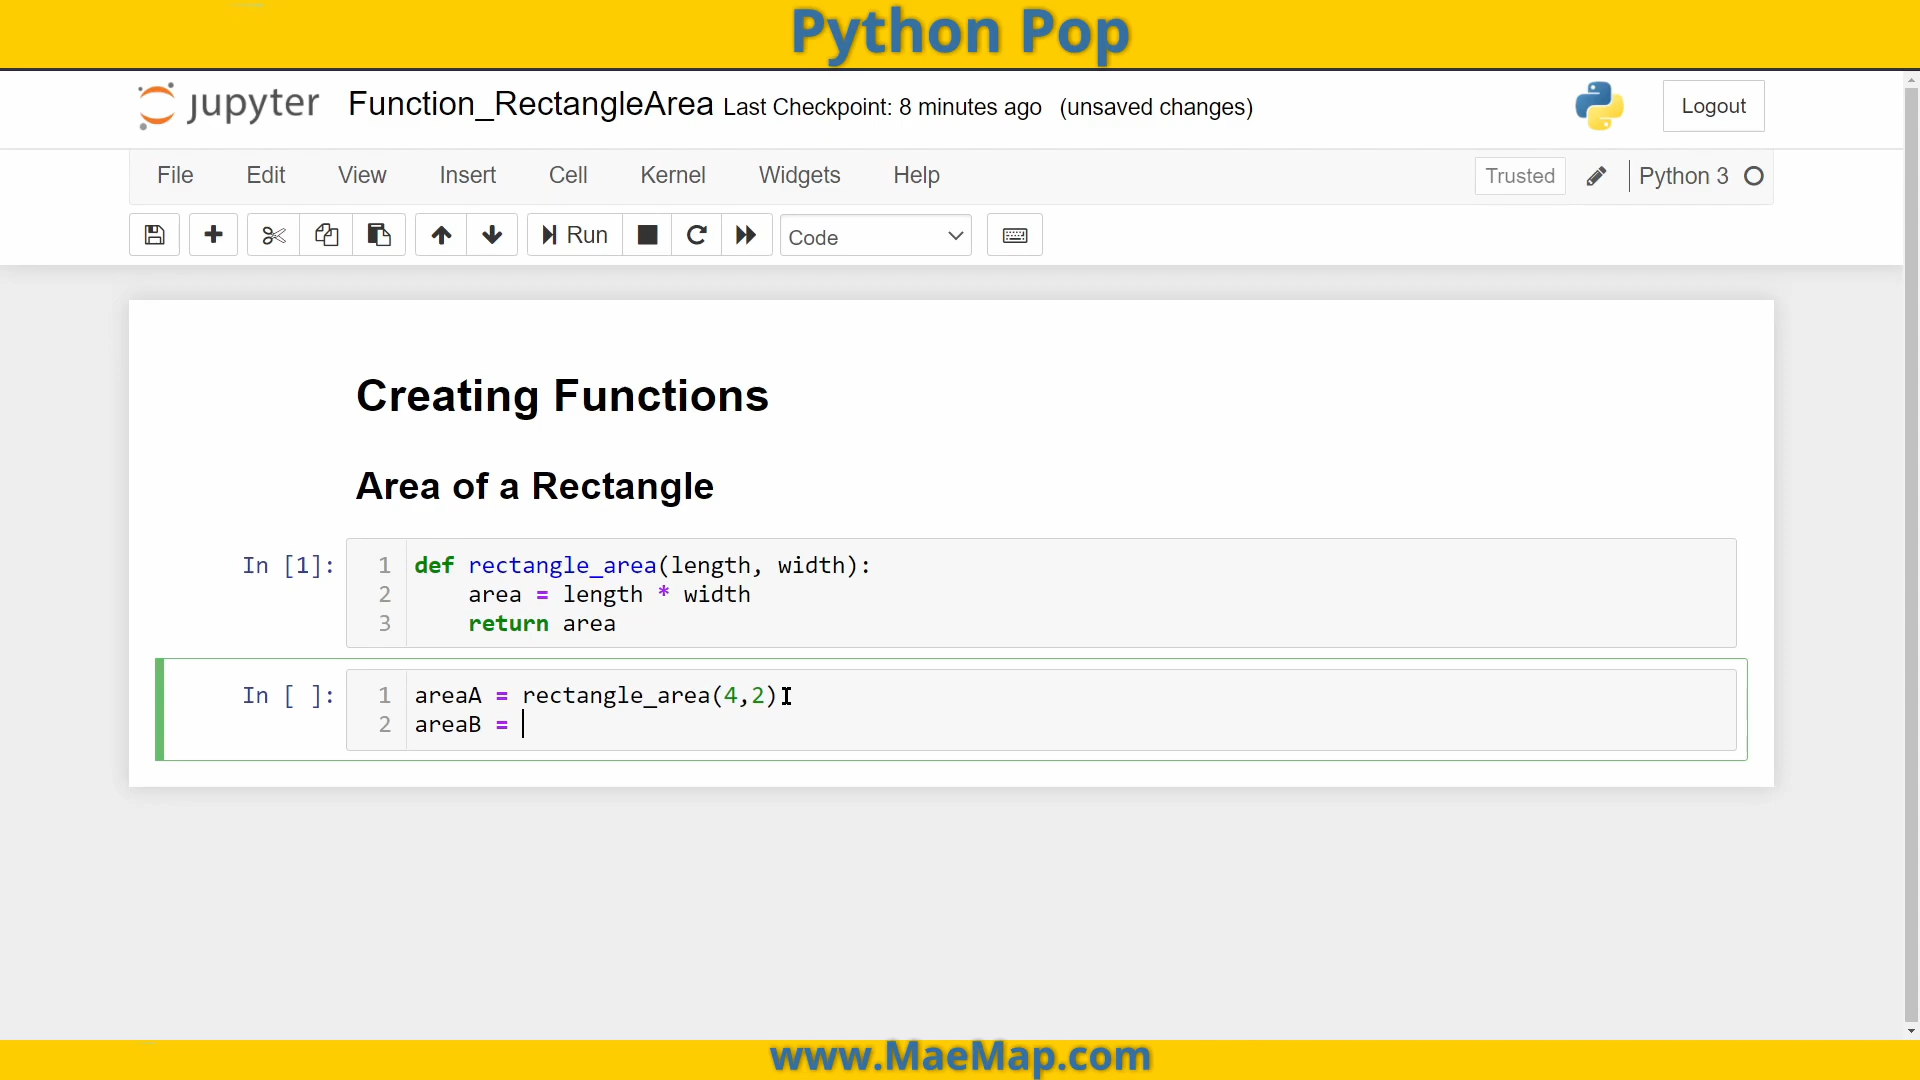 Python Pop
jupyter Function_RectangleArea Last Checkpoint: 8 minutes ago (unsaved changes) Logout
File Edit View Insert Cell Kernel Widgets Help Trusted Python 3
Run Code
Creating Functions
Area of a Rectangle
In [1]: 1 def rectangle_area(length, width):
2 area = length * width
3 return area
In [ ]: 1 areaA = rectangle_area(4,2)
2 areaB =
www.MaeMap.com